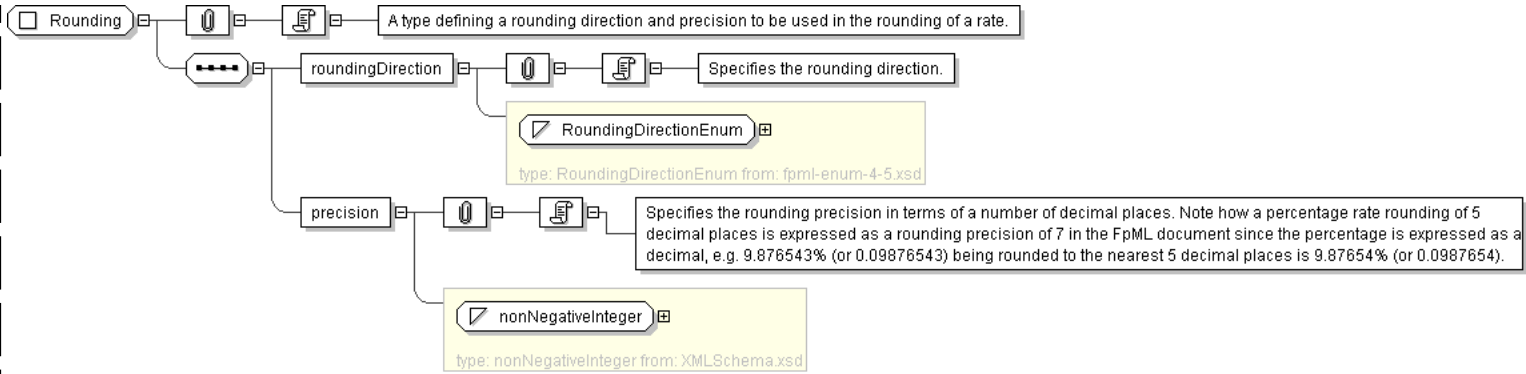 Rounding
A type defining a rounding direction and precision to be used in the rounding of a rate.
roundingDirection
Specifies the rounding direction.
RoundingDirectionEnum
type: RoundingDirectionEnum from: fpml-enum-4-5.xsd
precision
Specifies the rounding precision in terms of a number of decimal places. Note how a percentage rate rounding of 5
decimal places is expressed as a rounding precision of 7 in the FpML document since the percentage is expressed as a
decimal, e.g. 9.876543% (or 0.09876543) being rounded to the nearest 5 decimal places is 9.87654% (or 0.0987654).
nonNegativeInteger
type: nonNegativeInteger from: XMLSchema.xsd